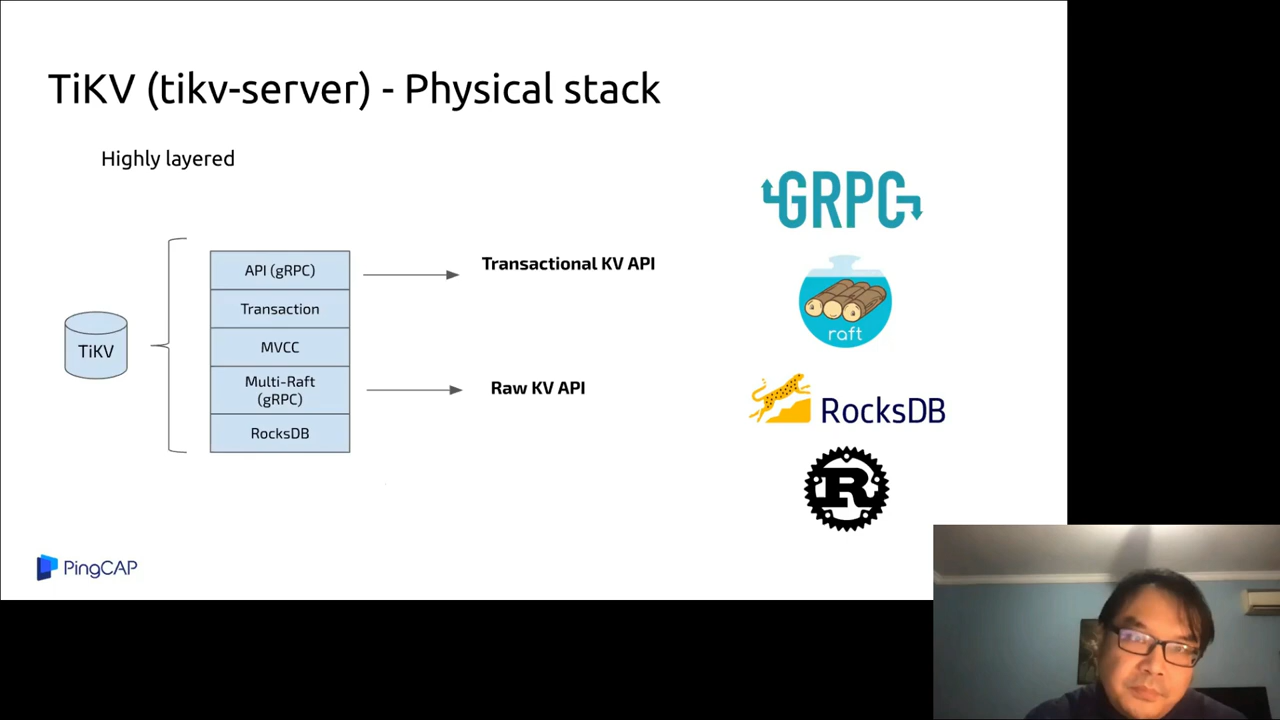 TiKV (tikv-server) - Physical stack
Highly layered
TiKV
API (gRPC)
Transaction
MVCC
Multi-Raft
(gRPC)
RocksDB
Transactional KV API
Raw KV API
GRPC
raft
RocksDB
R
PingCAP